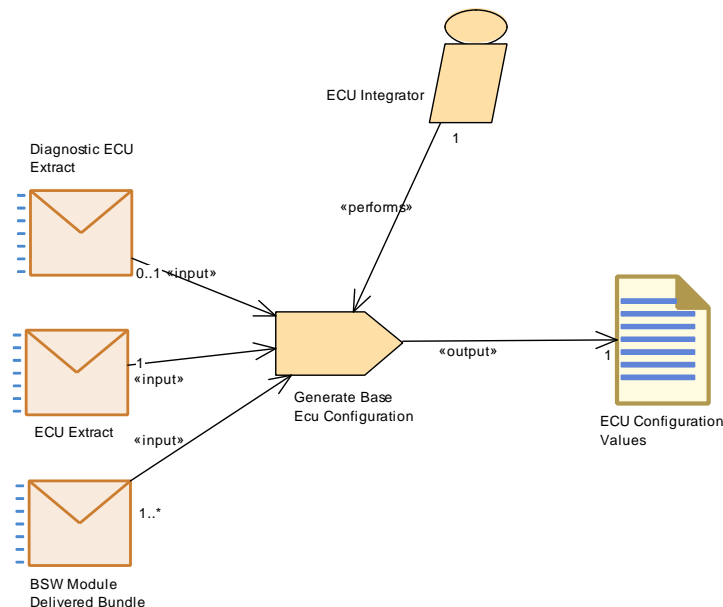 ECU Integrator
1
Diagnostic ECU
Extract
«performs»
0..1 «input»
1
«input»
ECU Extract
«output»
1
Generate Base
Ecu Configuration
ECU Configuration
Values
«input»
1..*
BSW Module
Delivered Bundle